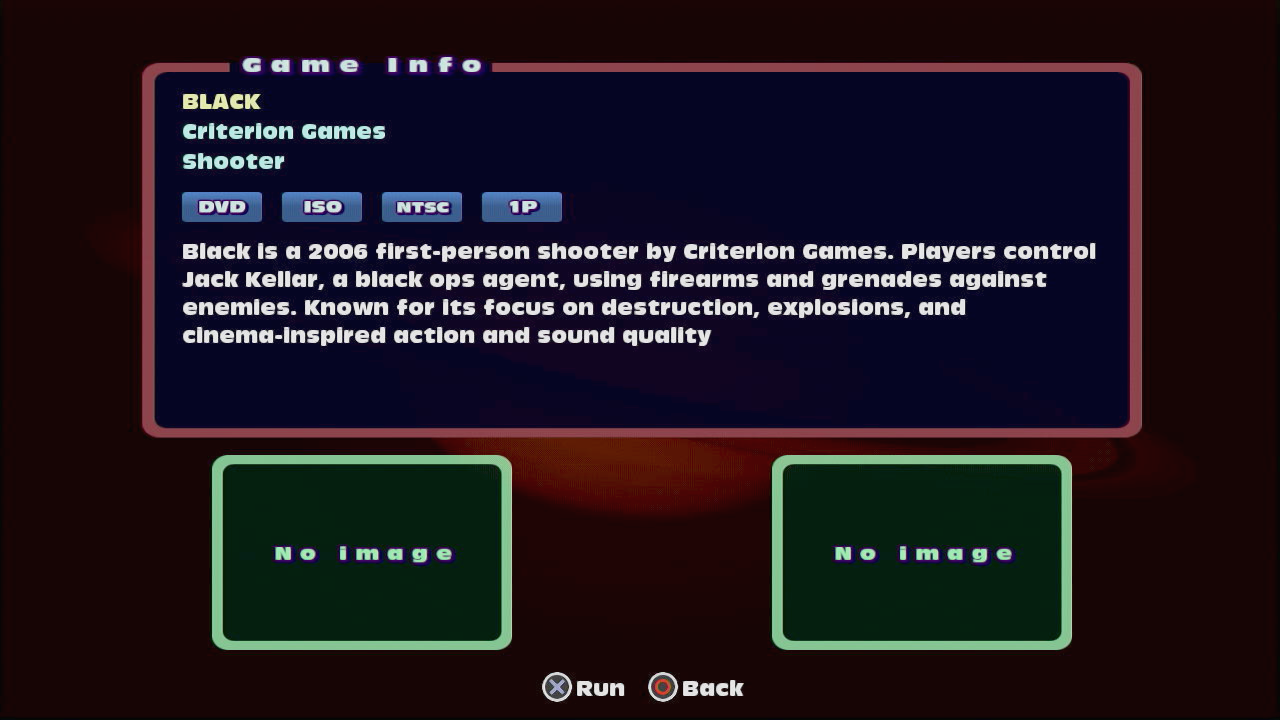 Game Info
BLACK
Criterion Games
Shooter
DVD ISO NTSC 1P
Black is a 2006 first-person shooter by Criterion Games. Players control
Jack Kellar, a black ops agent, using firearms and grenades against
enemies. Known for its focus on destruction, explosions, and
cinema-inspired action and sound quality
No image No image
Run Back